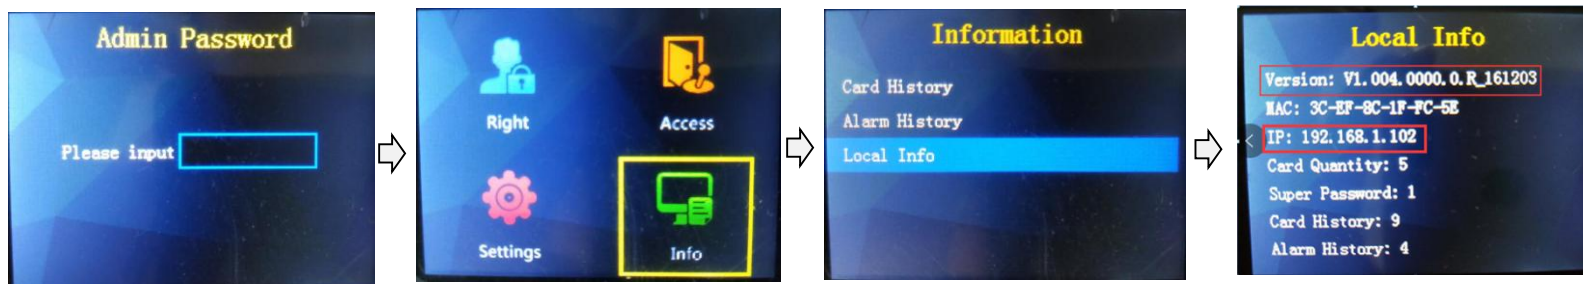 Admin Password
Please input
Right
Access
Settings
Info
Information
Card History
Alarm History
Local Info
Local Info
Version: V1.004.0000.0.R_161203
MAC: 3C-EF-8C-1F-FC-5E
IP: 192.168.1.102
Card Quantity: 5
Super Password: 1
Card History: 9
Alarm History: 4